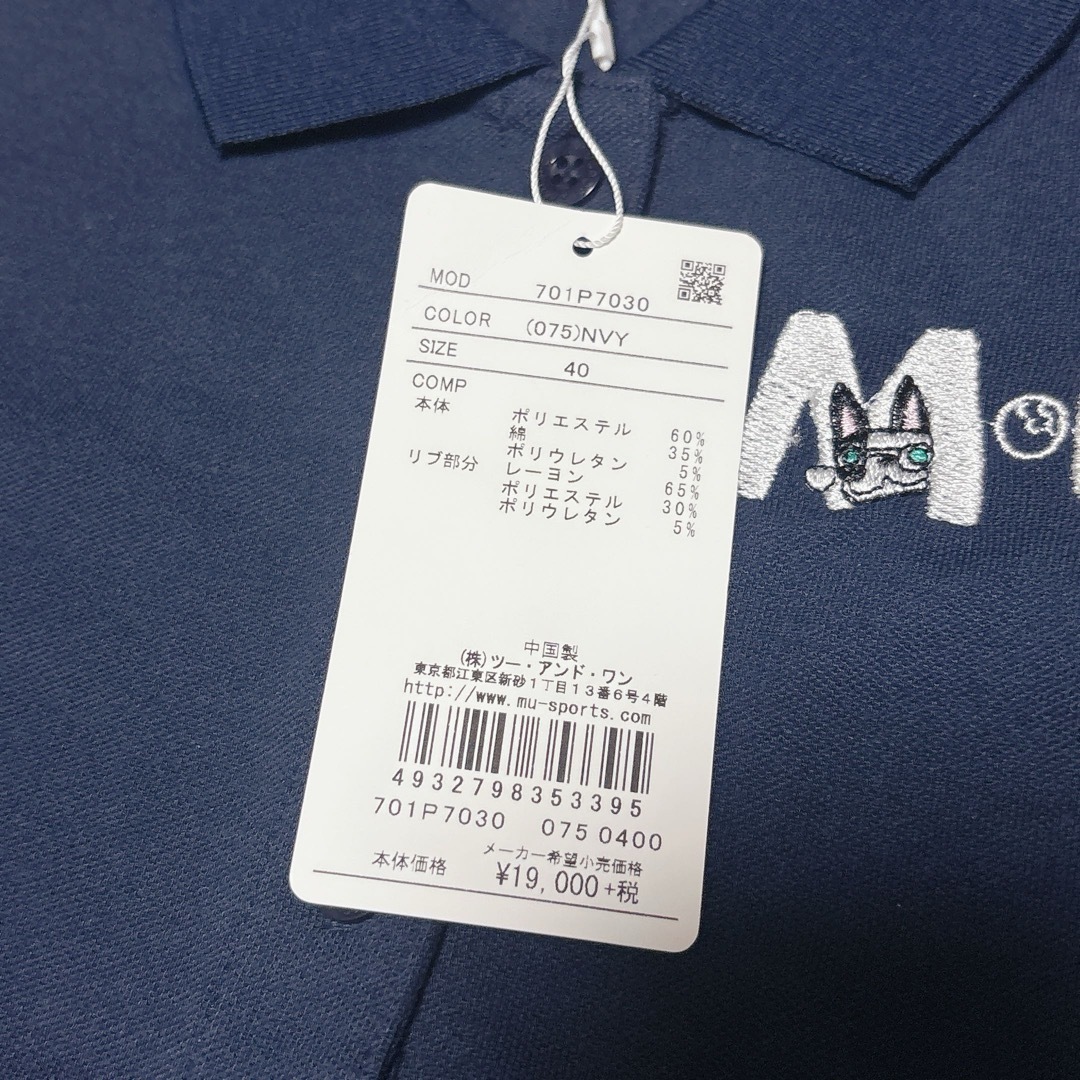 MOD 701P7030
COLOR (075)NVY
SIZE 40
COMP
本体 ポリエステル 60%
綿 35%
ポリウレタン 5%
リブ部分 レーヨン 65%
ポリエステル 30%
ポリウレタン 5%
中国製
(株)ツー・アンド・ワン
東京都江東区新砂1丁目13番6号4階
http://www.mu-sports.com
4932798353395
701P7030 075 0400
メーカー希望小売価格
本体価格 ¥19,000+税
M